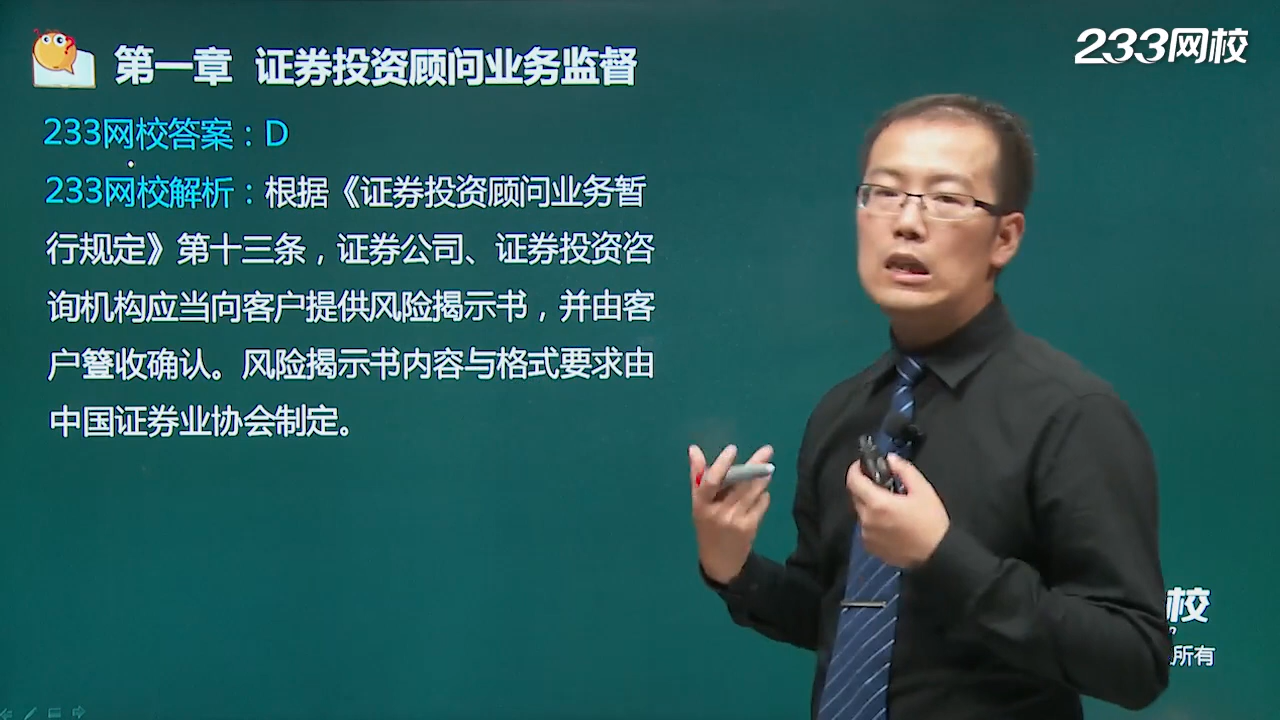 第一章 证券投资顾问业务监督
233网校
233网校答案：D
233网校解析：根据《证券投资顾问业务暂
行规定》第十三条，证券公司、证券投资咨
询机构应当向客户提供风险揭示书，并由客
户签收确认。风险揭示书内容与格式要求由
中国证券业协会制定。
校
所有